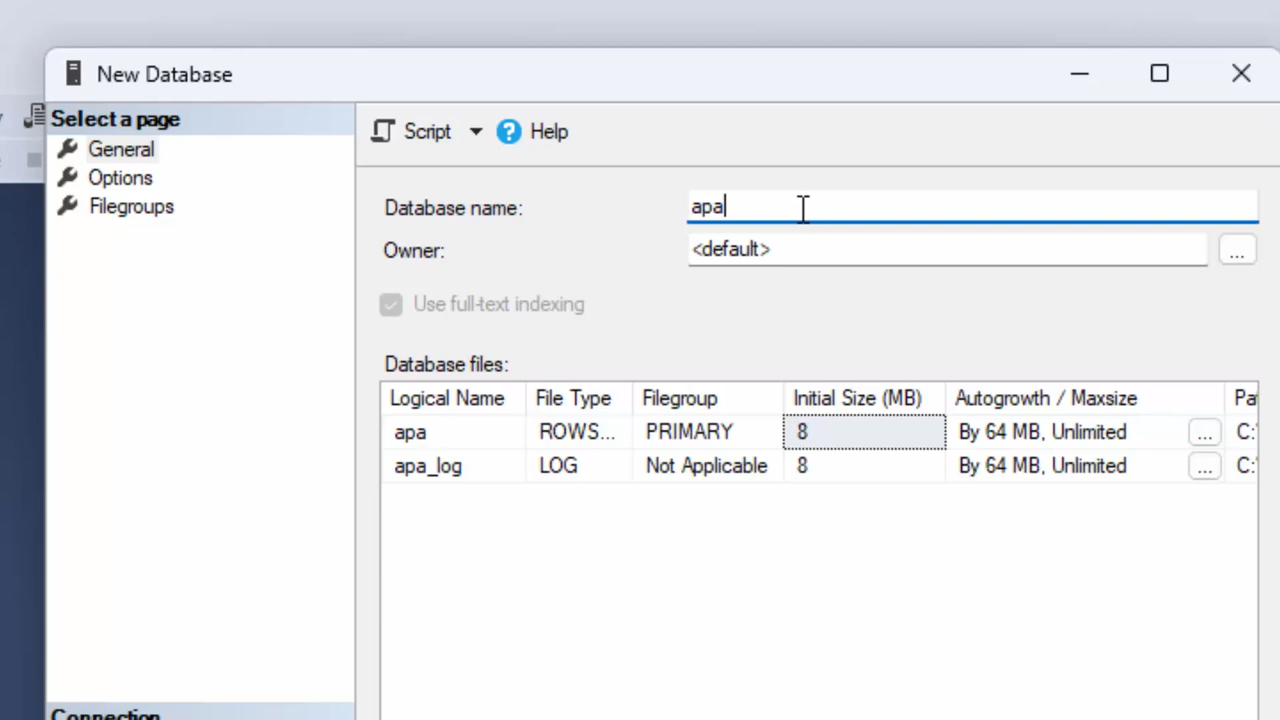 New Database
Select a page
General
Options
Filegroups
Script
Help
Database name: apa
Owner: <default> ...
Use full-text indexing
Database files:
Logical Name File Type Filegroup Initial Size (MB) Autogrowth / Maxsize
apa ROWS... PRIMARY 8 By 64 MB, Unlimited ... C:
apa_log LOG Not Applicable 8 By 64 MB, Unlimited ... C:
Connection